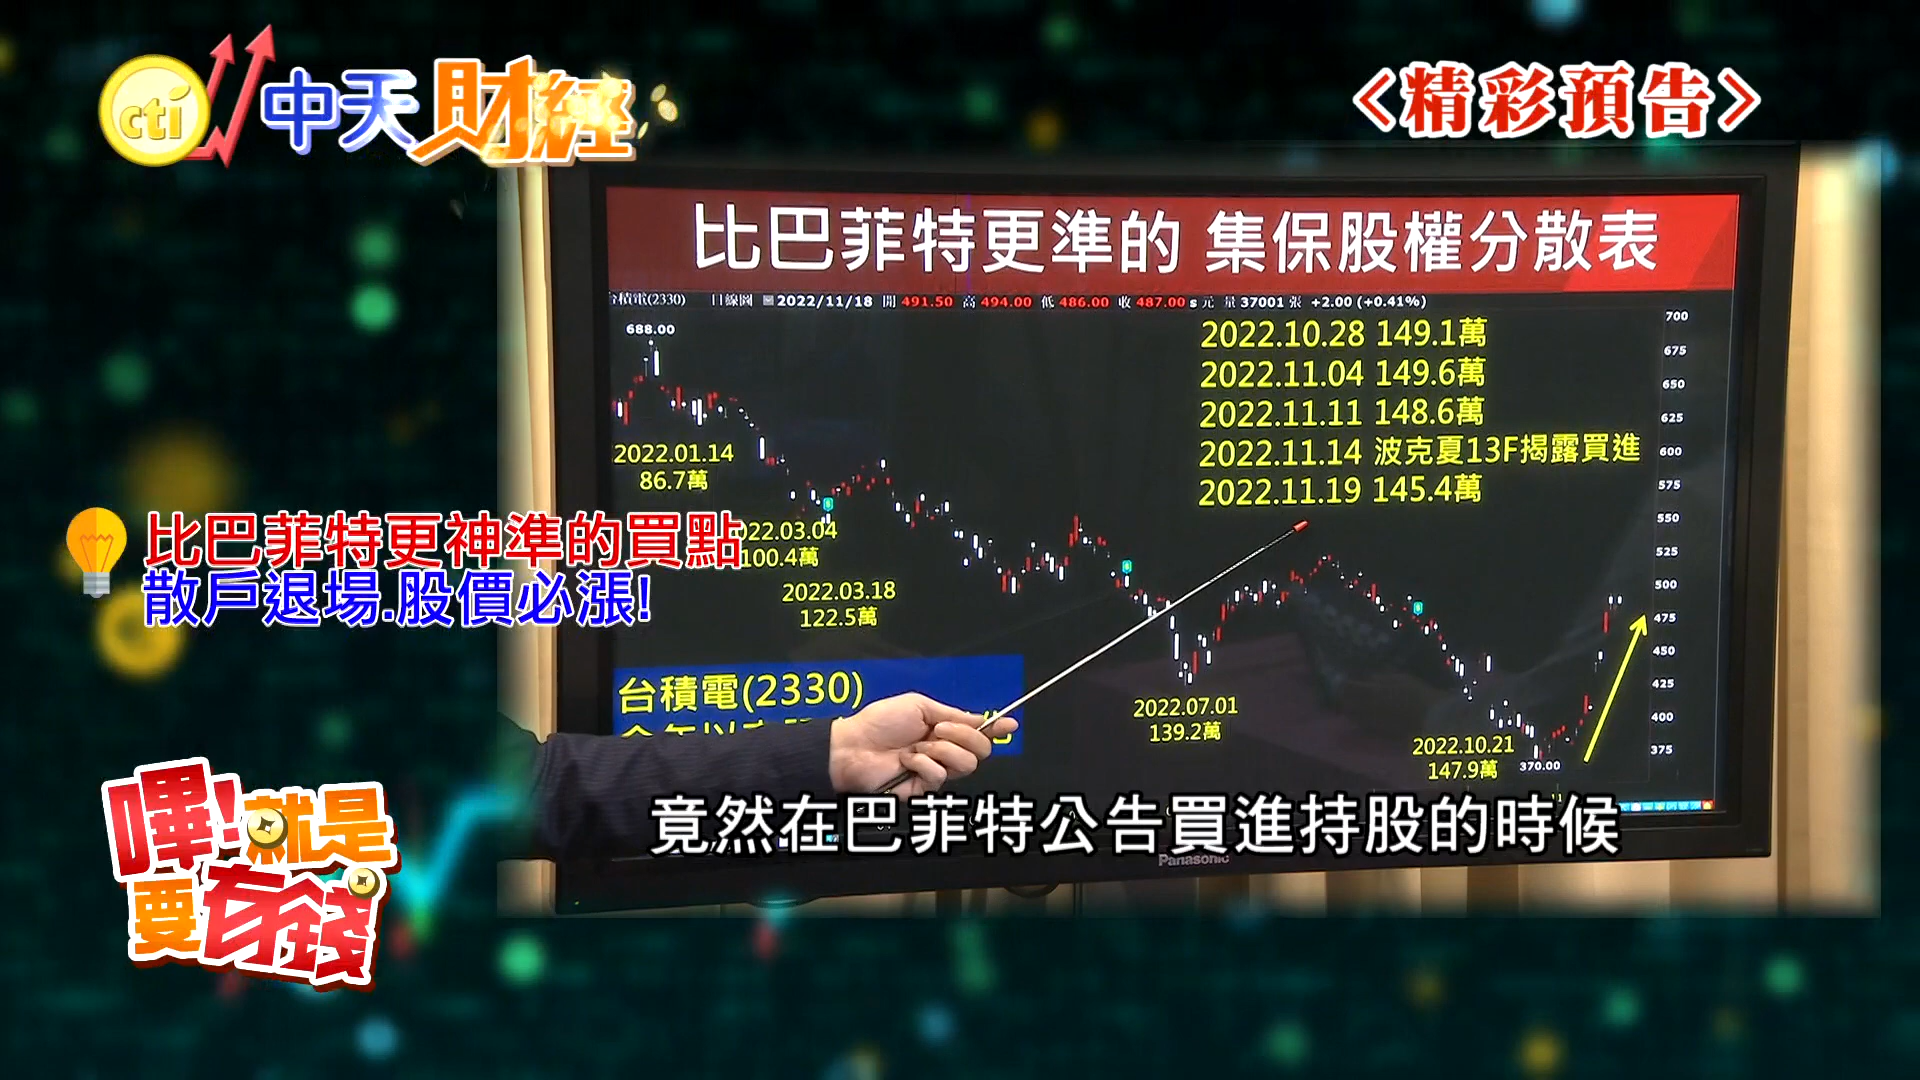 cti 中天財經
<精彩預告>
比巴菲特更準的 集保股權分散表
台積電(2330) 日線圖 2022/11/18 開 491.50 高 494.00 低 486.00 收 487.00 s 元 量 37001 張 +2.00 (+0.41%)
688.00
2022.10.28 149.1萬
2022.11.04 149.6萬
2022.11.11 148.6萬
2022.11.14 波克夏13F揭露買進
2022.11.19 145.4萬
700
675
650
625
600
575
550
525
500
475
450
425
400
375
2022.01.14
86.7萬
022.03.04
100.4萬
2022.03.18
122.5萬
2022.07.01
139.2萬
2022.10.21
147.9萬
370.00
比巴菲特更神準的買點
散戶退場.股價必漲!
台積電(2330)
嗶!就是
要有錢
竟然在巴菲特公告買進持股的時候
Panasonic